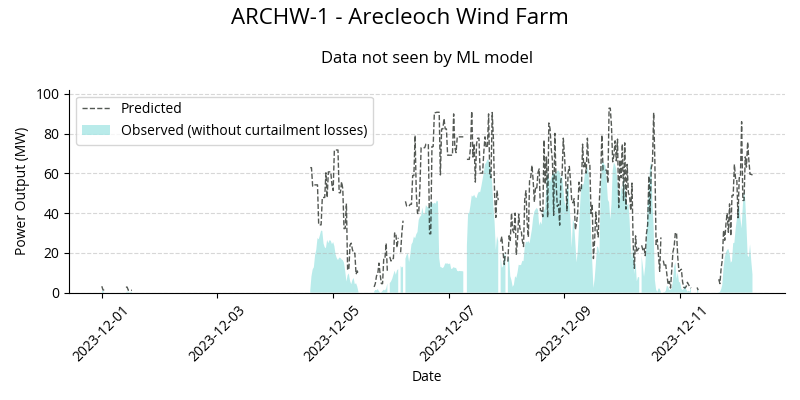 ARCHW-1 - Arecleoch Wind Farm
Data not seen by ML model
Power Output (MW)
100
80
60
40
20
0
Predicted
Observed (without curtailment losses)
2023-12-01
2023-12-03
2023-12-05
2023-12-07
2023-12-09
2023-12-11
Date